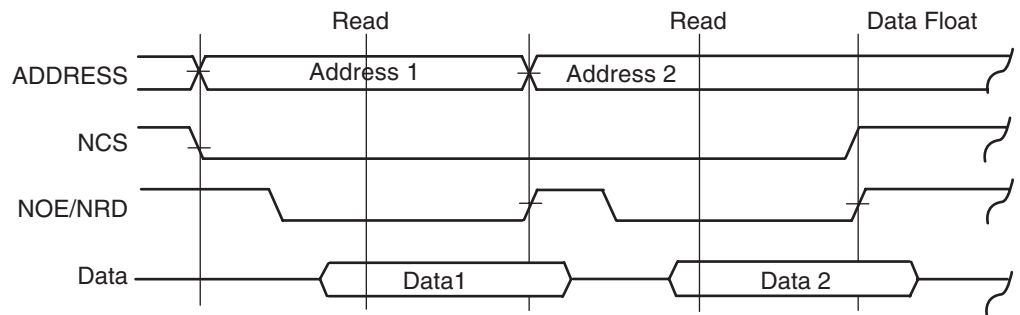 Read Read Data Float
ADDRESS Address 1 Address 2
NCS
NOE/NRD
Data Data1 Data 2